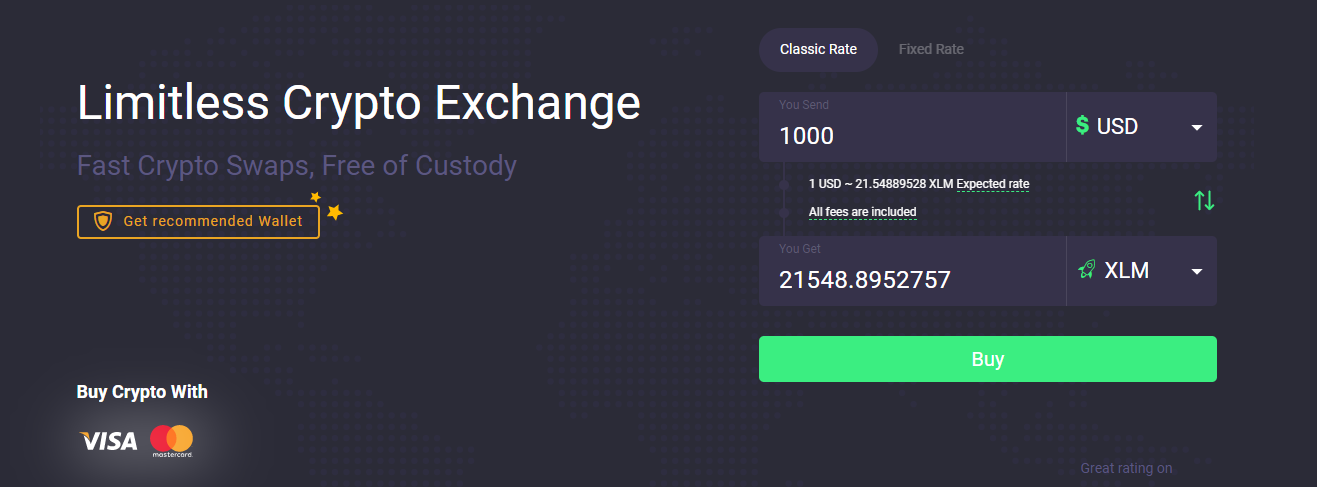 Classic Rate
Fixed Rate
Limitless Crypto Exchange
Fast Crypto Swaps, Free of Custody
Get recommended Wallet
You Send
1000
$ USD
1 USD ~ 21.54889528 XLM Expected rate
All fees are included
You Get
21548.8952757
XLM
Buy
Buy Crypto With
VISA
mastercard.
Great rating on